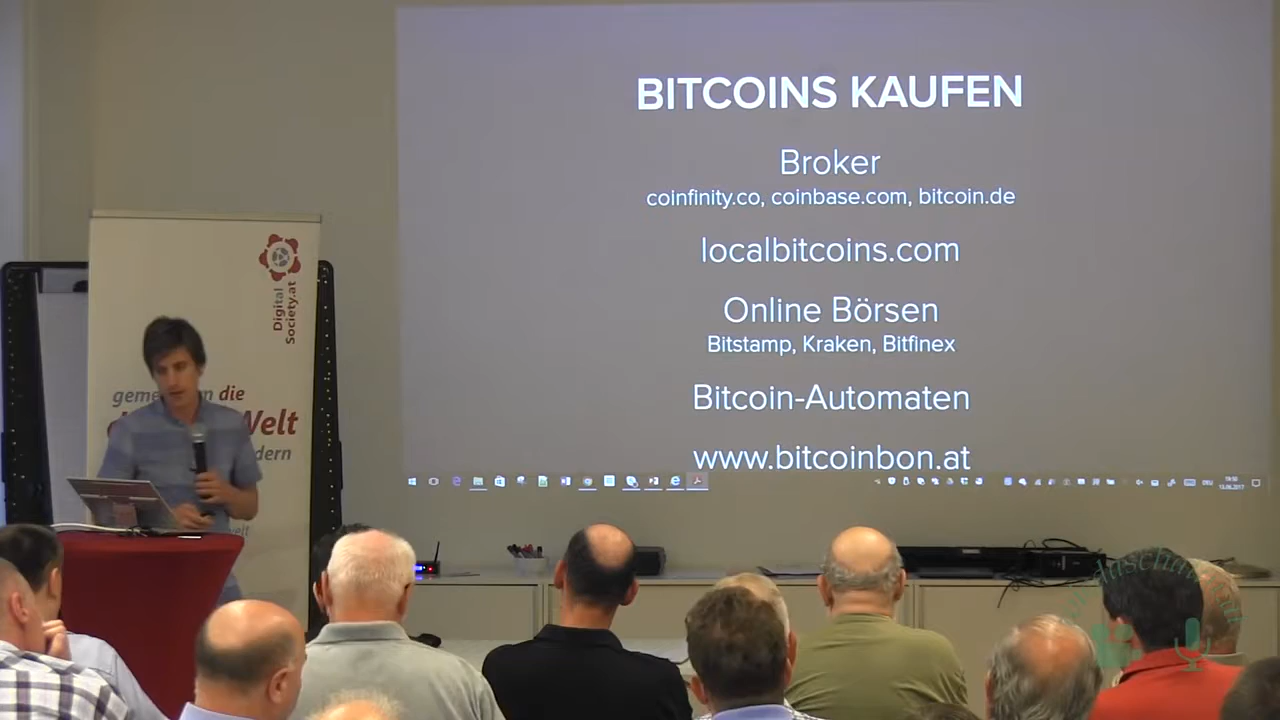 BITCOINS KAUFEN
Broker
coinfinity.co, coinbase.com, bitcoin.de
localbitcoins.com
Online Börsen
Bitstamp, Kraken, Bitfinex
Bitcoin-Automaten
www.bitcoinbon.at
Digital
Society.at
die
Welt